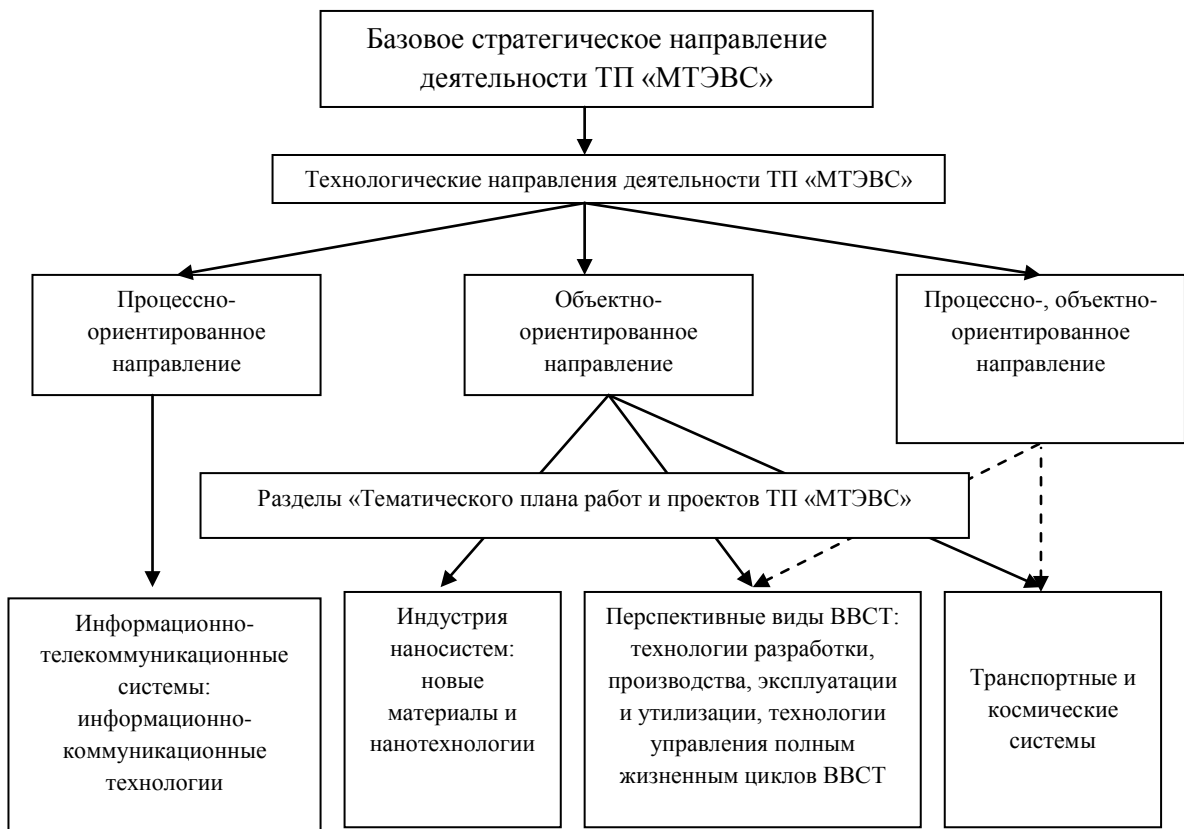 Базовое стратегическое направление
деятельности ТП «МТЭВС»
Технологические направления деятельности ТП «МТЭВС»
Процессно-
ориентированное
направление
Объектно-
ориентированное
направление
Процессно-, объектно-
ориентированное
направление
Разделы «Тематического плана работ и проектов ТП «МТЭВС»
Информационно-
телекоммуникационные
системы:
информационно-
коммуникационные
технологии
Индустрия
наносистем:
новые
материалы и
нанотехнологии
Перспективные виды ВВСТ:
технологии разработки,
производства, эксплуатации
и утилизации, технологии
управления полным
жизненным циклов ВВСТ
Транспортные и
космические
системы